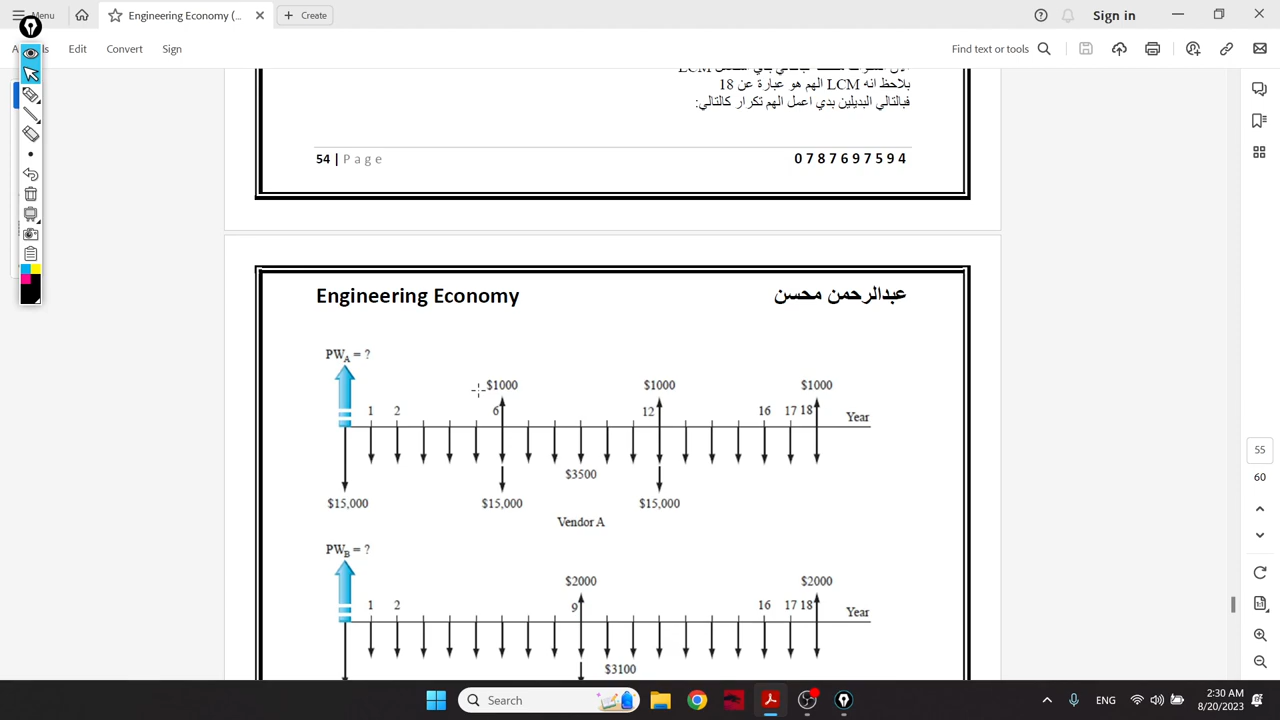 Menu
Engineering Economy (...
Create
Sign in
Edit
Convert
Sign
Find text or tools
LCM
بلاحظ انه LCM الهم هو عبارة عن 18
فبالتالي البديلين بدي اعمل الهم تكرار كالتالي:
54 | Page
0787697594
Engineering Economy
عبدالرحمن محسن
PWA = ?
$1000
$1000
$1000
1
2
6
12
16
17
18
Year
$3500
$15,000
$15,000
$15,000
Vendor A
PWB = ?
$2000
$2000
1
2
9
16
17
18
Year
$3100
55
60
Search
ENG
2:30 AM
8/20/2023